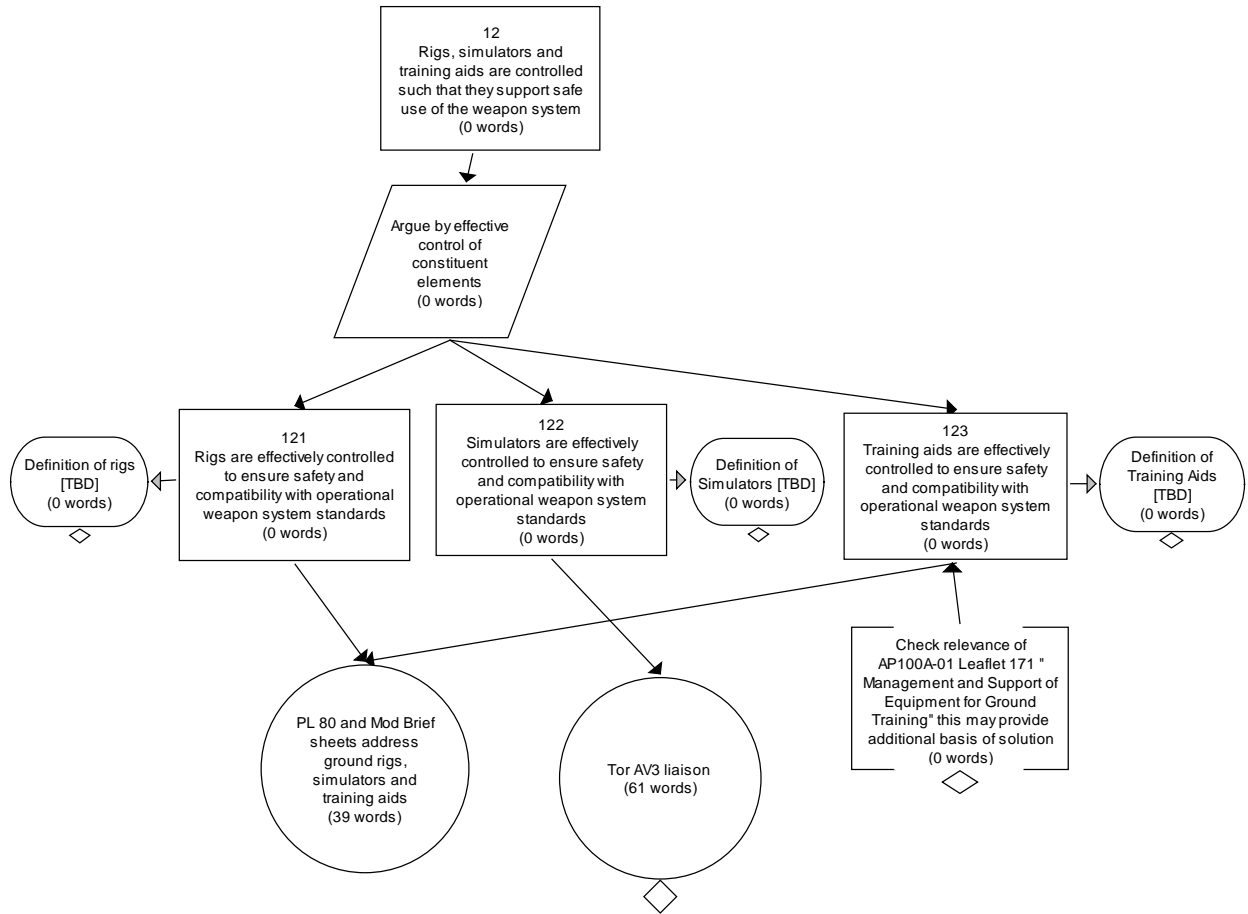 12
Rigs, simulators and
training aids are controlled
such that they support safe
use of the weapon system
(0 words)
Argue by effective
control of
constituent
elements
(0 words)
Definition of rigs
[TBD]
(0 words)
121
Rigs are effectively controlled
to ensure safety and
compatibility with operational
weapon system standards
(0 words)
122
Simulators are effectively
controlled to ensure safety
and compatibility with
operational weapon system
standards
(0 words)
Definition of
Simulators [TBD]
(0 words)
123
Training aids are effectively
controlled to ensure safety
and compatibility with
operational weapon system
standards
(0 words)
Definition of
Training Aids
[TBD]
(0 words)
PL 80 and Mod Brief
sheets address
ground rigs,
simulators and
training aids
(39 words)
Tor AV3 liaison
(61 words)
Check relevance of
AP100A-01 Leaflet 171 "
Management and Support of
Equipment for Ground
Training" this may provide
additional basis of solution
(0 words)